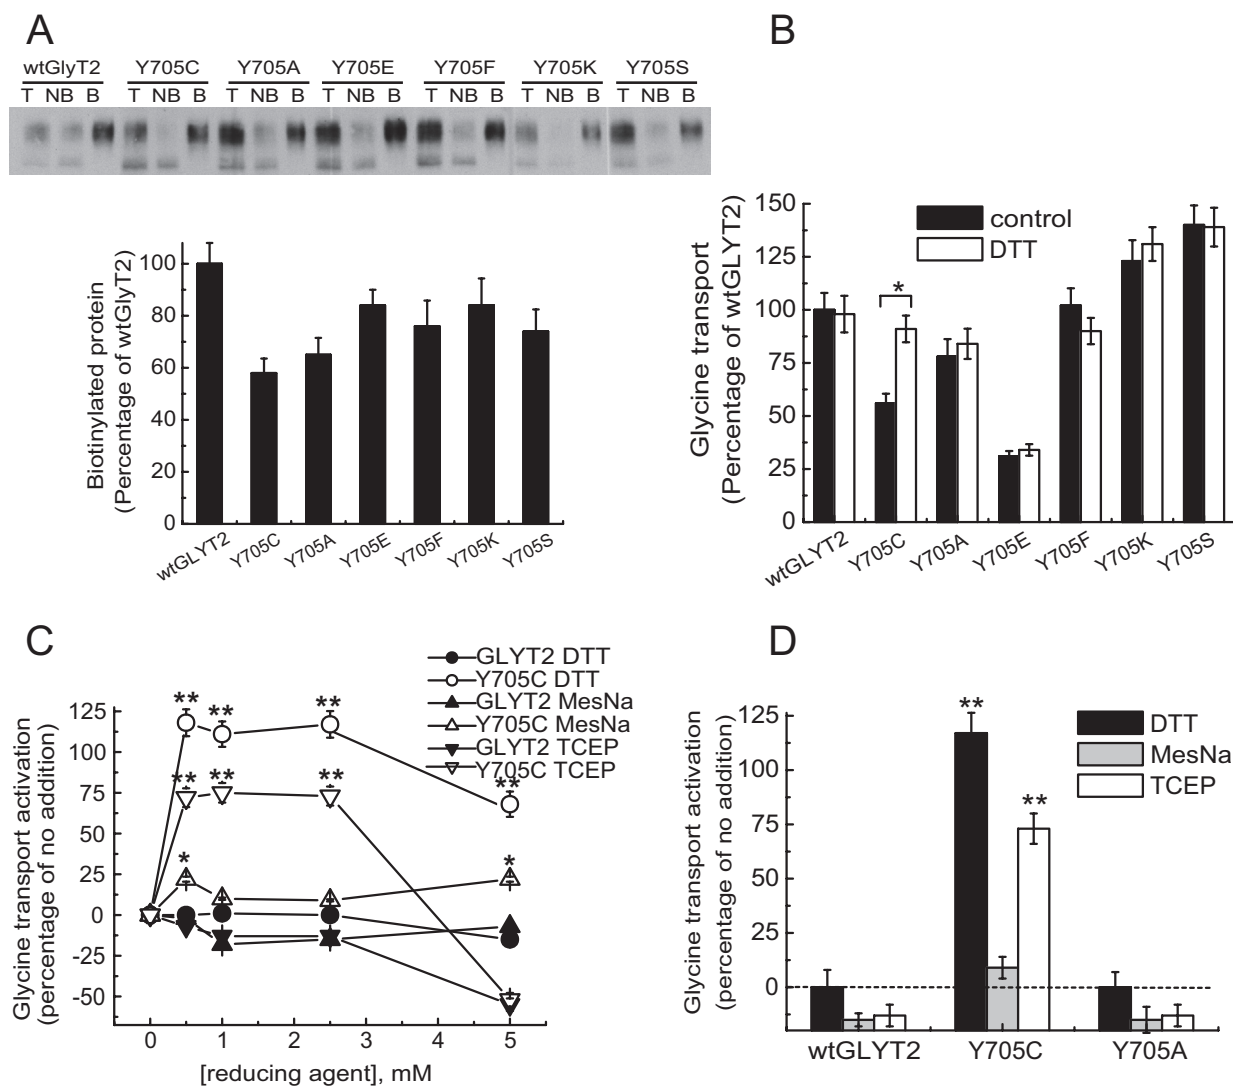 A
wtGlyT2 Y705C Y705A Y705E Y705F Y705K Y705S
T NB B T NB B T NB B T NB B T NB B T NB B T NB B
Biotinylated protein
(Percentage of wtGlyT2)
100
80
60
40
20
0
wtGLYT2 Y705C Y705A Y705E Y705F Y705K Y705S
B
Glycine transport
(Percentage of wtGLYT2)
150
125
100
75
50
25
0
control
DTT
*
wtGLYT2 Y705C Y705A Y705E Y705F Y705K Y705S
C
GLYT2 DTT
Y705C DTT
GLYT2 MesNa
Y705C MesNa
GLYT2 TCEP
Y705C TCEP
Glycine transport activation
(percentage of no addition)
125
100
75
50
25
0
-25
-50
** ** ** **
** ** **
* *
0 1 2 3 4 5
[reducing agent], mM
D
Glycine transport activation
(percentage of no addition)
125
100
75
50
25
0
**
**
DTT
MesNa
TCEP
wtGLYT2 Y705C Y705A